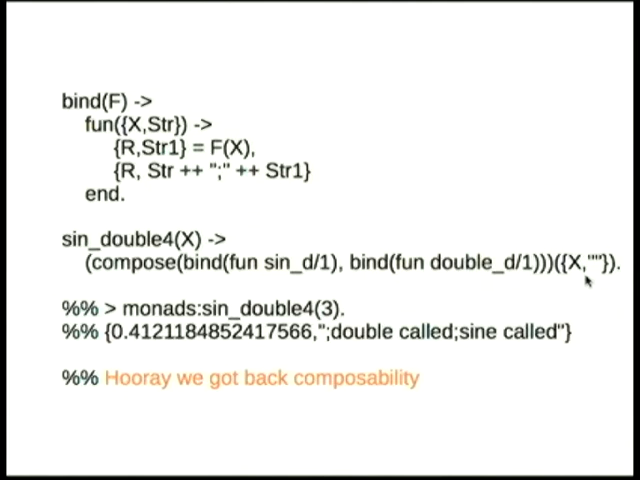 bind(F) ->
fun({X,Str}) ->
{R,Str1} = F(X),
{R, Str ++ ";" ++ Str1}
end.
sin_double4(X) ->
(compose(bind(fun sin_d/1), bind(fun double_d/1)))({X,""}).
%% > monads:sin_double4(3).
%% {0.4121184852417566,";double called;sine called"}
%% Hooray we got back composability